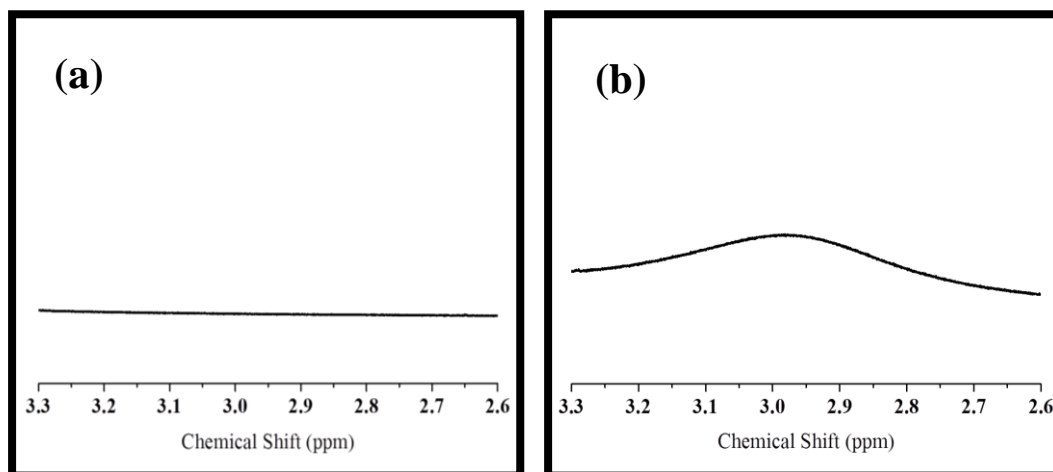 (a)
3.3 3.2 3.1 3.0 2.9 2.8 2.7 2.6
Chemical Shift (ppm)
(b)
3.3 3.2 3.1 3.0 2.9 2.8 2.7 2.6
Chemical Shift (ppm)